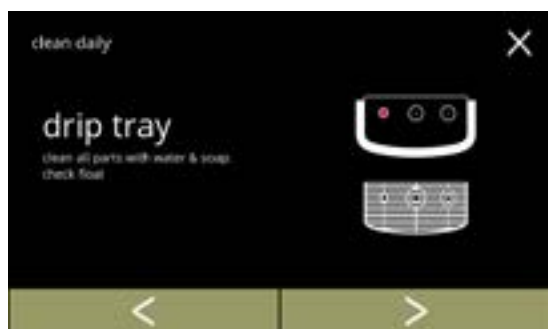 clean daily
drip tray
clean all parts with water & soap.
check float